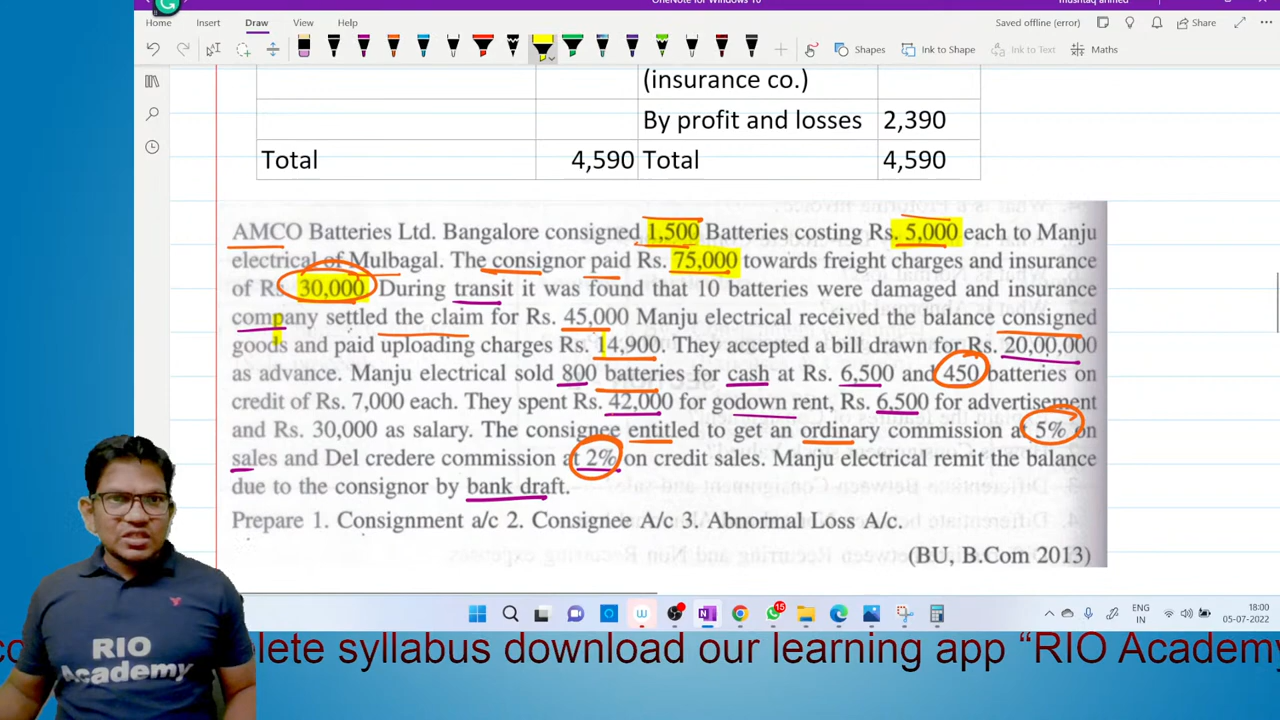 OneNote for Windows 10
mushtaq ahmed
Home Insert Draw View Help
Saved offline (error) Share
Shapes Ink to Shape Ink to Text Maths
(insurance co.)
By profit and losses 2,390
Total 4,590 Total 4,590
AMCO Batteries Ltd. Bangalore consigned 1,500 Batteries costing Rs. 5,000 each to Manju
electrical of Mulbagal. The consignor paid Rs. 75,000 towards freight charges and insurance
of Rs. 30,000 During transit it was found that 10 batteries were damaged and insurance
company settled the claim for Rs. 45,000 Manju electrical received the balance consigned
goods and paid uploading charges Rs. 14,900. They accepted a bill drawn for Rs. 20,00,000
as advance. Manju electrical sold 800 batteries for cash at Rs. 6,500 and 450 batteries on
credit of Rs. 7,000 each. They spent Rs. 42,000 for godown rent, Rs. 6,500 for advertisement
and Rs. 30,000 as salary. The consignee entitled to get an ordinary commission at 5% on
sales and Del credere commission at 2% on credit sales. Manju electrical remit the balance
due to the consignor by bank draft.
Prepare 1. Consignment a/c 2. Consignee A/c 3. Abnormal Loss A/c.
(BU, B.Com 2013)
RIO
Academy
15
ENG
IN
18:00
05-07-2022
plete syllabus download our learning app “RIO Academy